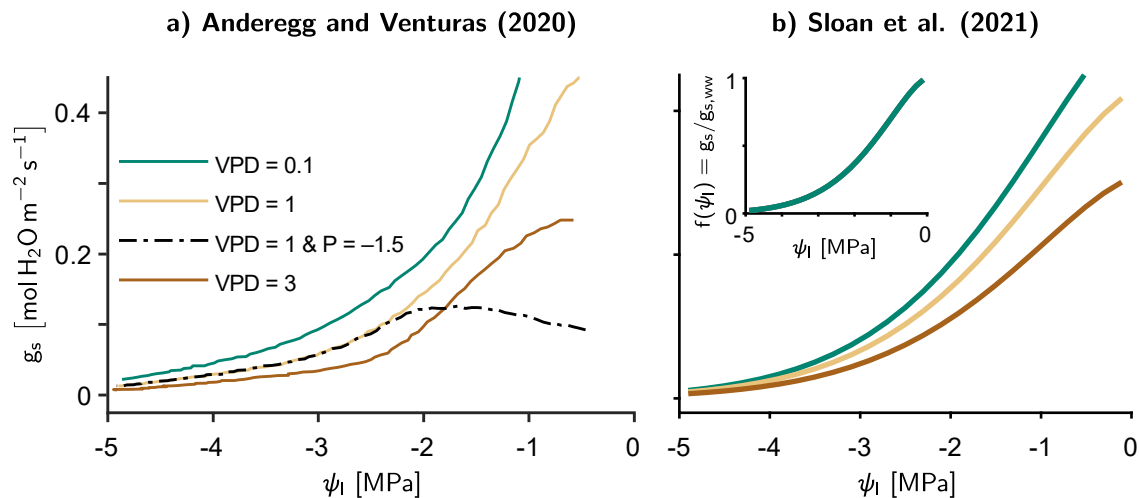 a) Anderegg and Venturas (2020)
b) Sloan et al. (2021)
g_s [mol H₂O m⁻² s⁻¹]
0.4
0.2
0
VPD = 0.1
VPD = 1
VPD = 1 & P = –1.5
VPD = 3
-5 -4 -3 -2 -1 0
ψ_l [MPa]
f(ψ_l) = g_s/g_s,ww
1
0
-5 0
ψ_l [MPa]
-5 -4 -3 -2 -1 0
ψ_l [MPa]